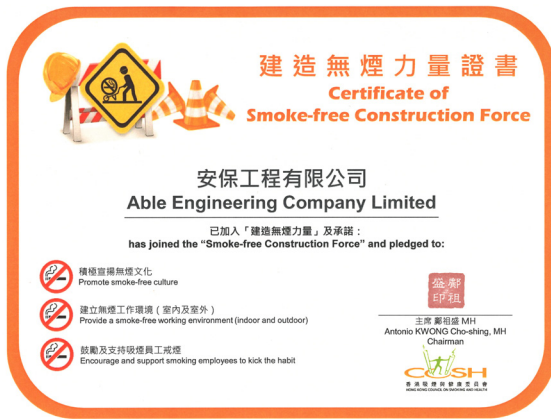 建造無煙力量證書
Certificate of
Smoke-free Construction Force
安保工程有限公司
Able Engineering Company Limited
已加入「建造無煙力量」及承諾：
has joined the “Smoke-free Construction Force” and pledged to:
積極宣揚無煙文化
Promote smoke-free culture
建立無煙工作環境（室內及室外）
Provide a smoke-free working environment (indoor and outdoor)
鼓勵及支持吸煙員工戒煙
Encourage and support smoking employees to kick the habit
盛鄺
印祖
主席 鄺祖盛 MH
Antonio KWONG Cho-shing, MH
Chairman
COSH
香港吸煙與健康委員會
HONG KONG COUNCIL ON SMOKING AND HEALTH